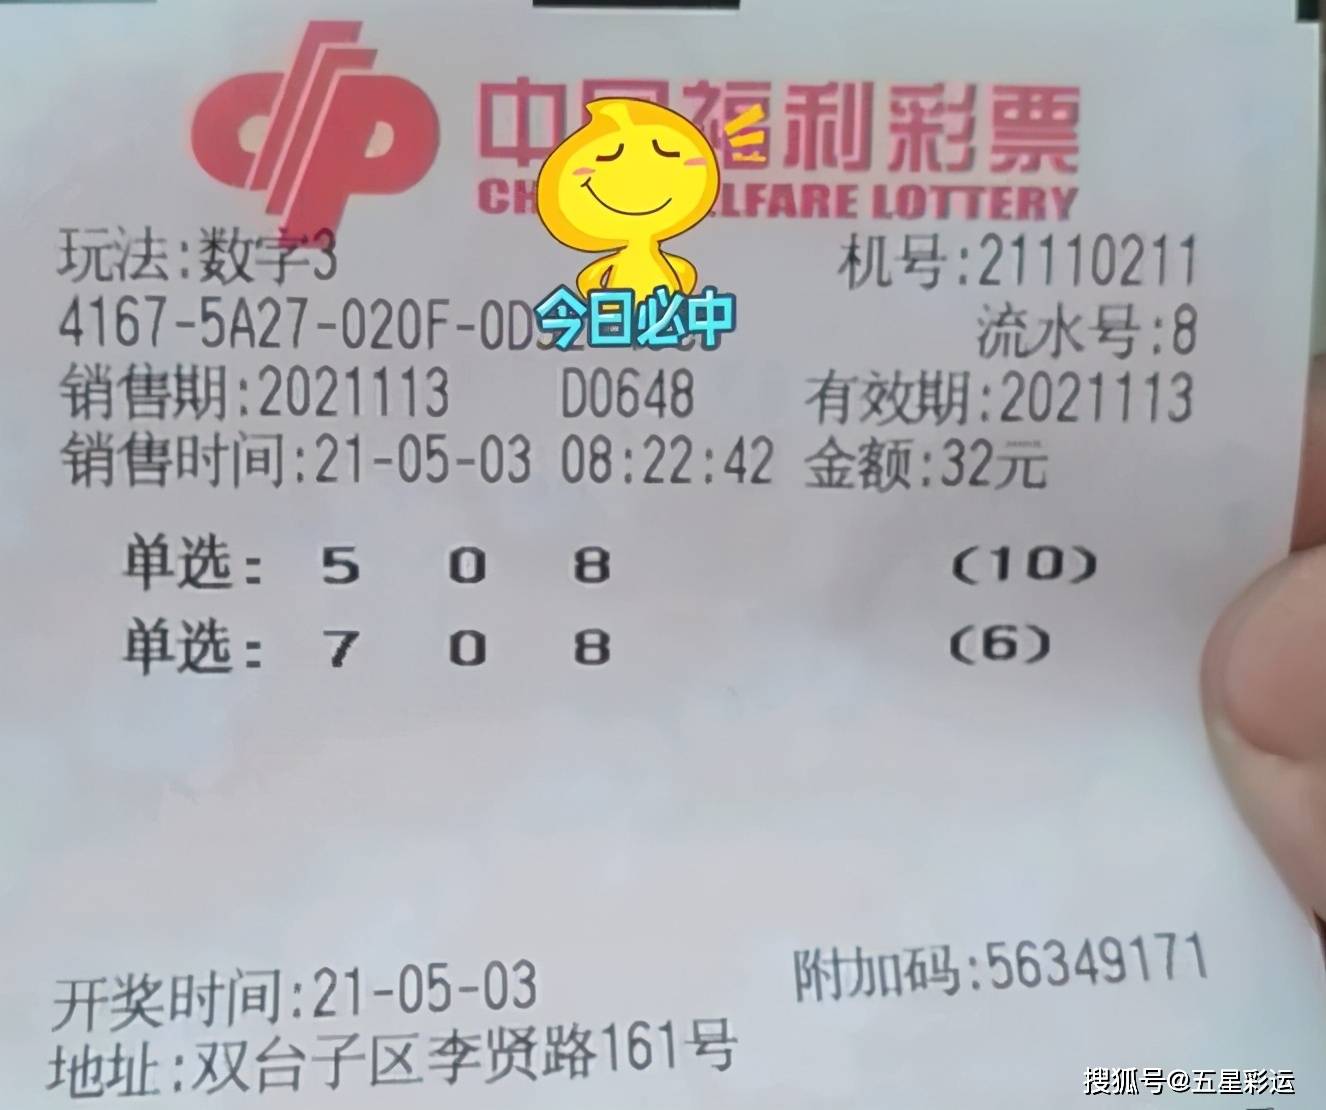 中国福利彩票
CH LFARE LOTTERY
玩法:数字3 机号:21110211
4167-5A27-020F-0D 流水号:8
今日必中
销售期:2021113 D0648 有效期:2021113
销售时间:21-05-03 08:22:42 金额:32元
单选: 5 0 8 (10)
单选: 7 0 8 (6)
开奖时间:21-05-03 附加码:56349171
地址:双台子区李贤路161号
搜狐号@五星彩运